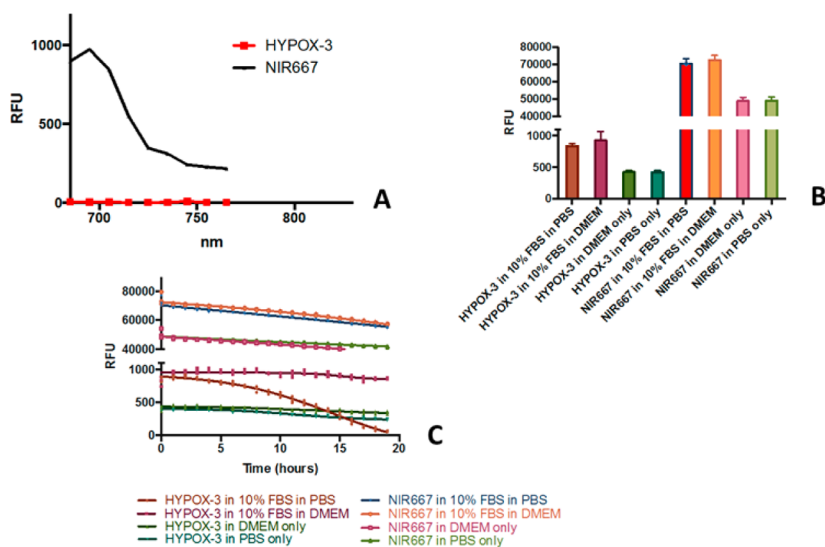 HYPOX-3
NIR667
RFU
1000
500
0
700
750
800
nm
A
RFU
80000
70000
60000
50000
40000
1000
500
0
HYPOX-3 in 10% FBS in PBS
HYPOX-3 in 10% FBS in DMEM
HYPOX-3 in DMEM only
HYPOX-3 in PBS only
NIR667 in 10% FBS in PBS
NIR667 in 10% FBS in DMEM
NIR667 in DMEM only
NIR667 in PBS only
B
RFU
80000
60000
40000
1000
500
0
0
5
10
15
20
Time (hours)
C
HYPOX-3 in 10% FBS in PBS
HYPOX-3 in 10% FBS in DMEM
HYPOX-3 in DMEM only
HYPOX-3 in PBS only
NIR667 in 10% FBS in PBS
NIR667 in 10% FBS in DMEM
NIR667 in DMEM only
NIR667 in PBS only